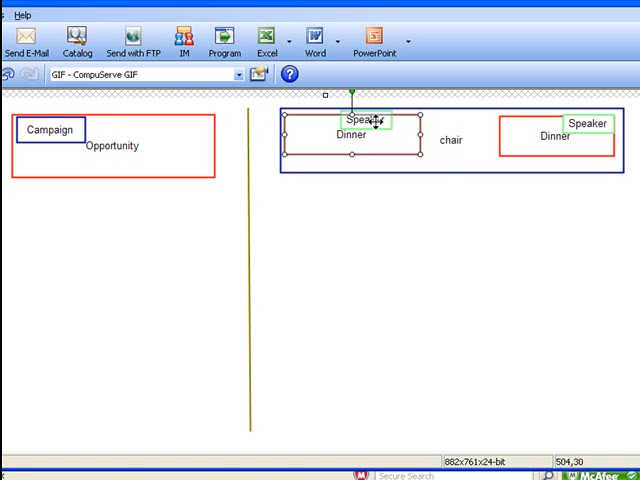 Help
Send E-Mail
Catalog
Send with FTP
IM
Program
Excel
Word
PowerPoint
GIF - CompuServe GIF
Campaign
Opportunity
Speaker
Dinner
chair
Speaker
Dinner
882x761x24-bit
504,30
Secure Search
McAfee